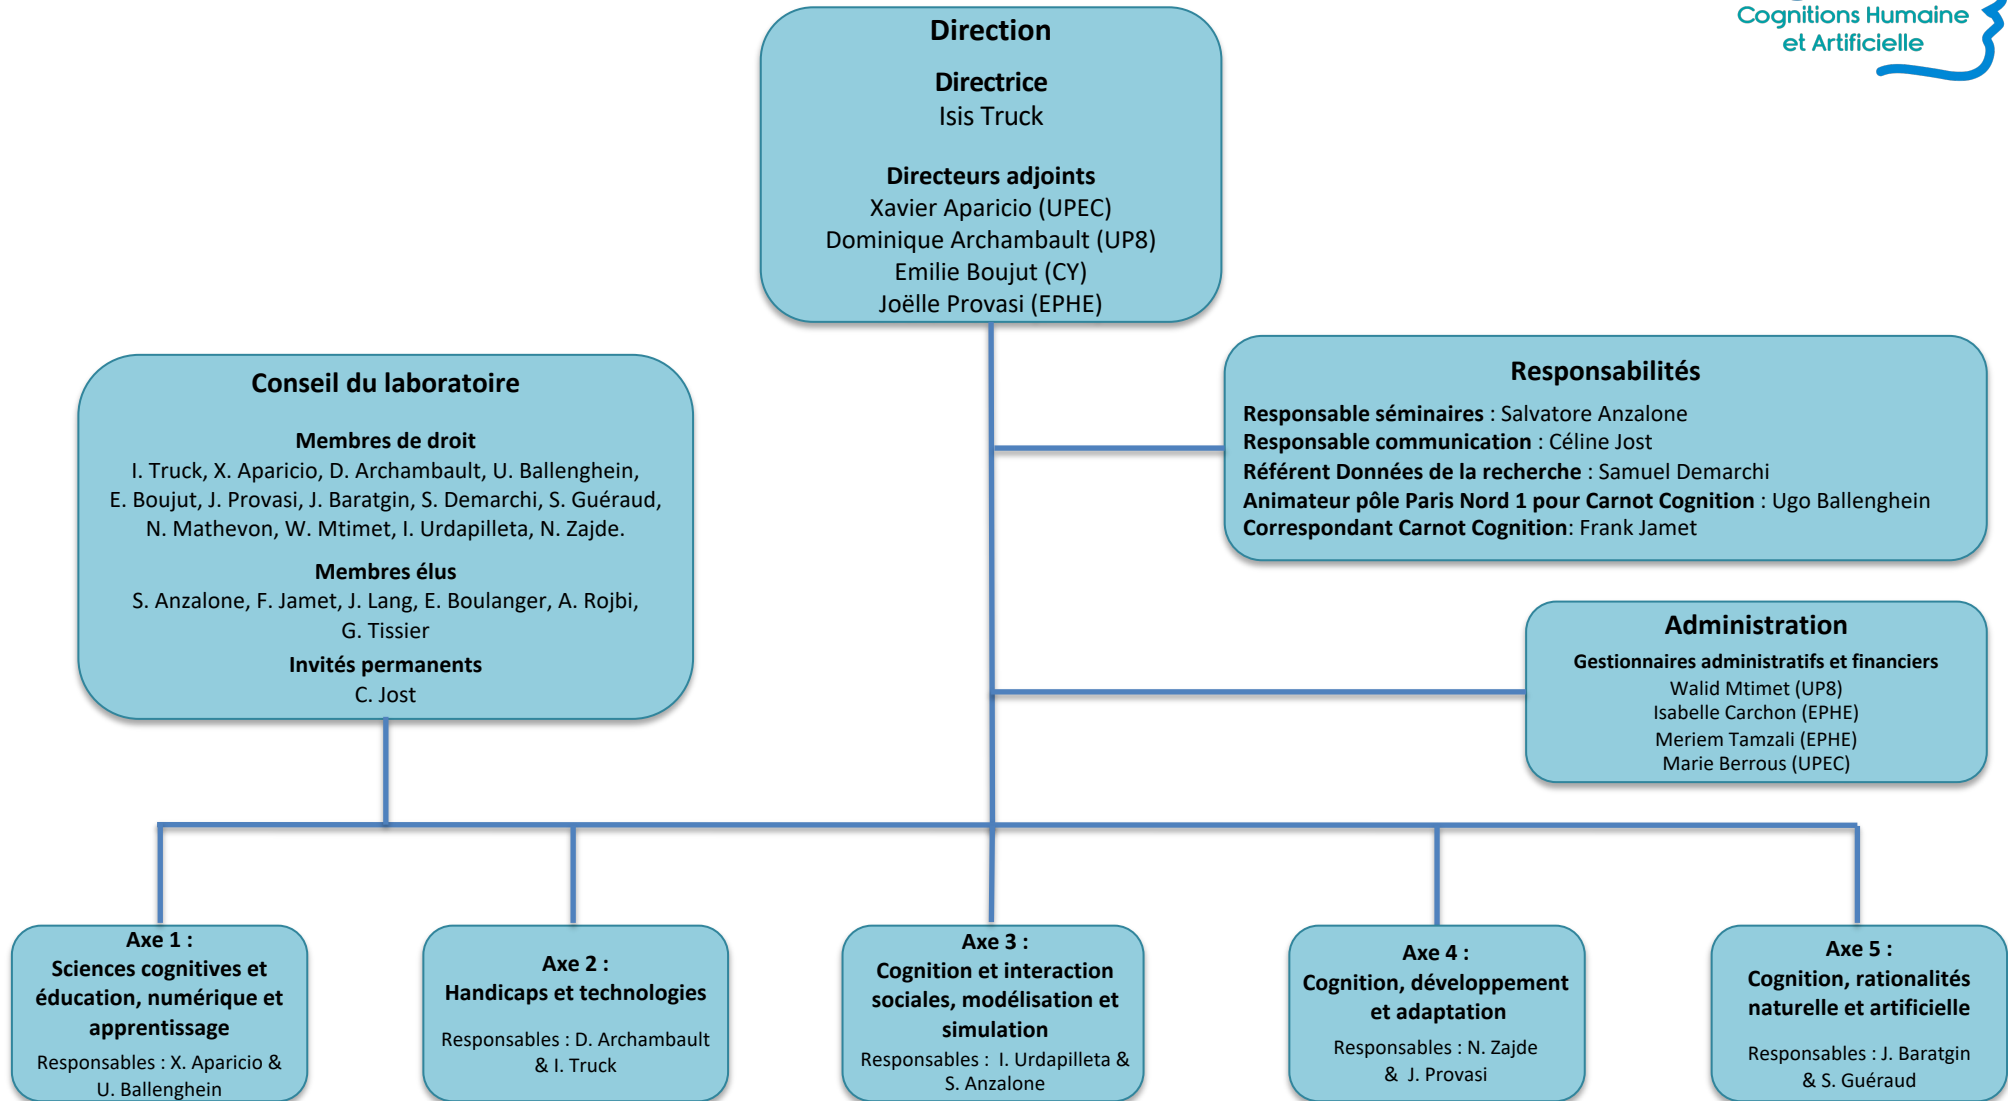 Cognitions Humaine
et Artificielle
Direction
Directrice
Isis Truck
Directeurs adjoints
Xavier Aparicio (UPEC)
Dominique Archambault (UP8)
Emilie Boujut (CY)
Joëlle Provasi (EPHE)
Conseil du laboratoire
Membres de droit
I. Truck, X. Aparicio, D. Archambault, U. Ballenghein,
E. Boujut, J. Provasi, J. Baratgin, S. Demarchi, S. Guéraud,
N. Mathevon, W. Mtimet, I. Urdapilleta, N. Zajde.
Membres élus
S. Anzalone, F. Jamet, J. Lang, E. Boulanger, A. Rojbi,
G. Tissier
Invités permanents
C. Jost
Responsabilités
Responsable séminaires : Salvatore Anzalone
Responsable communication : Céline Jost
Référent Données de la recherche : Samuel Demarchi
Animateur pôle Paris Nord 1 pour Carnot Cognition : Ugo Ballenghein
Correspondant Carnot Cognition: Frank Jamet
Administration
Gestionnaires administratifs et financiers
Walid Mtimet (UP8)
Isabelle Carchon (EPHE)
Meriem Tamzali (EPHE)
Marie Berrous (UPEC)
Axe 1 :
Sciences cognitives et
éducation, numérique et
apprentissage
Responsables : X. Aparicio &
U. Ballenghein
Axe 2 :
Handicaps et technologies
Responsables : D. Archambault
& I. Truck
Axe 3 :
Cognition et interaction
sociales, modélisation et
simulation
Responsables :  I. Urdapilleta &
S. Anzalone
Axe 4 :
Cognition, développement
et adaptation
Responsables : N. Zajde
&  J. Provasi
Axe 5 :
Cognition, rationalités
naturelle et artificielle
Responsables : J. Baratgin
& S. Guéraud